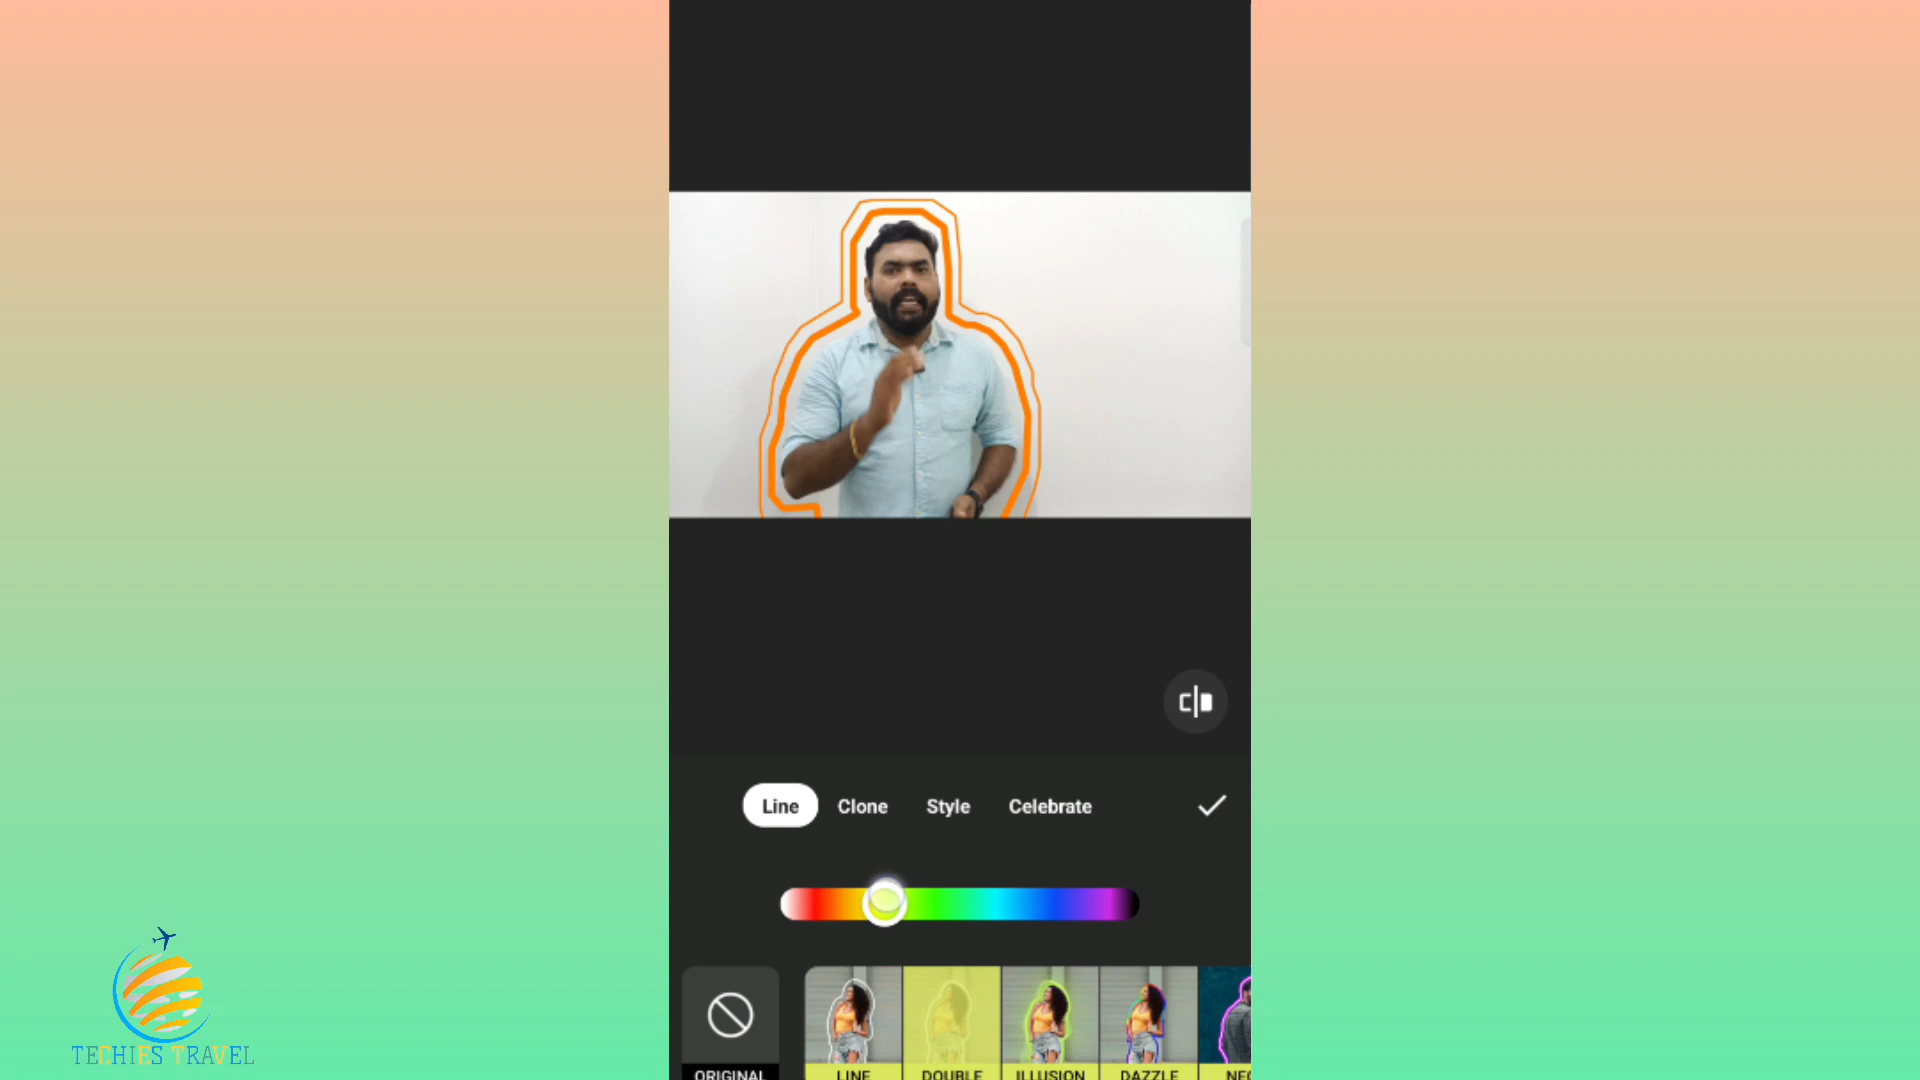 Line Clone Style Celebrate
ORIGINAL LINE DOUBLE ILLUSION DAZZLE
TECHIES TRAVEL